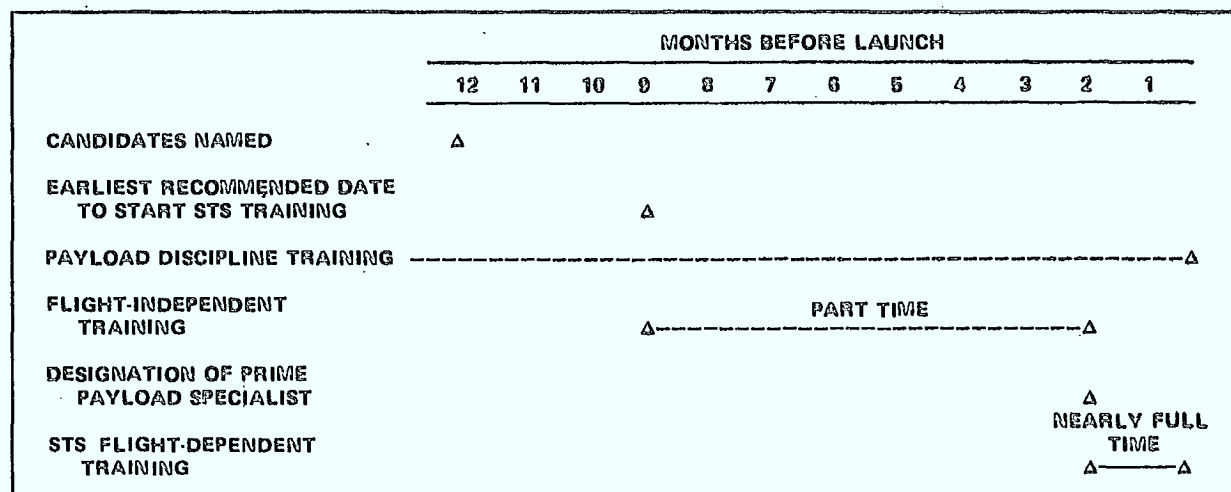 MONTHS BEFORE LAUNCH
12 11 10 9 8 7 6 5 4 3 2 1
CANDIDATES NAMED
EARLIEST RECOMMENDED DATE
TO START STS TRAINING
PAYLOAD DISCIPLINE TRAINING
FLIGHT-INDEPENDENT
TRAINING
PART TIME
DESIGNATION OF PRIME
PAYLOAD SPECIALIST
NEARLY FULL
TIME
STS FLIGHT-DEPENDENT
TRAINING